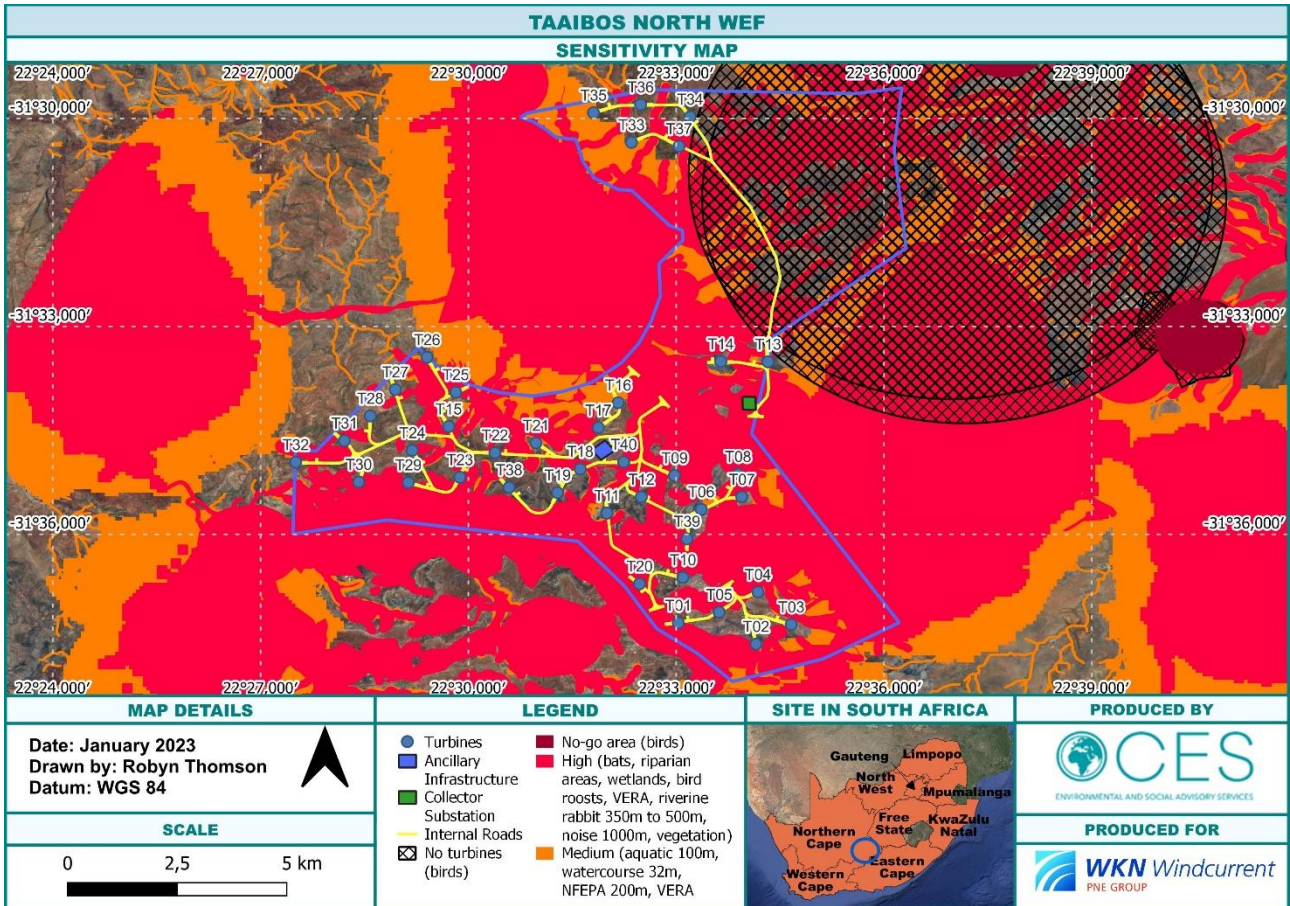 TAAIBOS NORTH WEF
SENSITIVITY MAP
22°24,000′ 22°27,000′ 22°30,000′ 22°33,000′ 22°36,000′ 22°39,000′
-31°30,000′ -31°30,000′
T35 T36 T34
T33 T37
-31°33,000′ -31°33,000′
T26 T14 T13
T27 T25 T16
T28 T15 T17
T31 T24 T21
T32 T22 T18 T40
T30 T29 T23 T38 T19 T12 T09 T08
T11 T06 T07
-31°36,000′ -31°36,000′
T39
T20 T10 T04
T01 T05 T03
T02
22°24,000′ 22°27,000′ 22°30,000′ 22°33,000′ 22°36,000′ 22°39,000′
MAP DETAILS
Date: January 2023
Drawn by: Robyn Thomson
Datum: WGS 84
SCALE
0 2,5 5 km
LEGEND
Turbines
Ancillary
Infrastructure
Collector
Substation
Internal Roads
No turbines
(birds)
No-go area (birds)
High (bats, riparian
areas, wetlands, bird
roosts, VERA, riverine
rabbit 350m to 500m,
noise 1000m, vegetation)
Medium (aquatic 100m,
watercourse 32m,
NFEPA 200m, VERA
SITE IN SOUTH AFRICA
Limpopo
Gauteng
North
West
Mpumalanga
Free
State
KwaZulu
Natal
Northern
Cape
Eastern
Cape
Western
Cape
PRODUCED BY
CES
ENVIRONMENTAL AND SOCIAL ADVISORY SERVICES
PRODUCED FOR
WKN Windcurrent
PNE GROUP